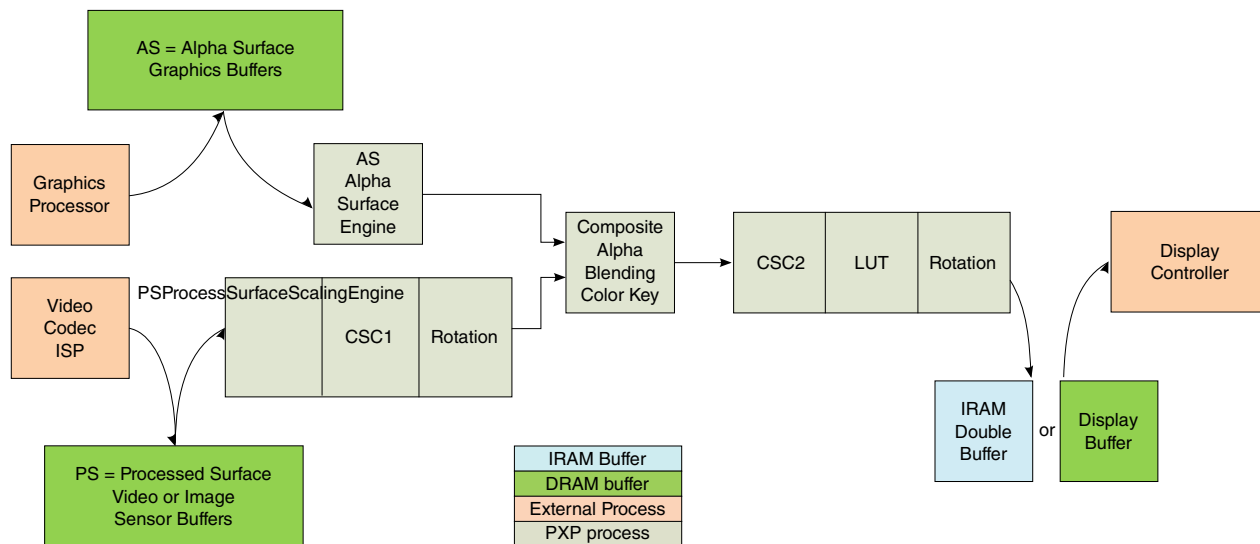 AS = Alpha Surface
Graphics Buffers
Graphics
Processor
AS
Alpha
Surface
Engine
Video
Codec
ISP
PSProcessSurfaceScalingEngine
CSC1
Rotation
PS = Processed Surface
Video or Image
Sensor Buffers
Composite
Alpha
Blending
Color Key
CSC2
LUT
Rotation
Display
Controller
IRAM
Double
Buffer
or
Display
Buffer
IRAM Buffer
DRAM buffer
External Process
PXP process